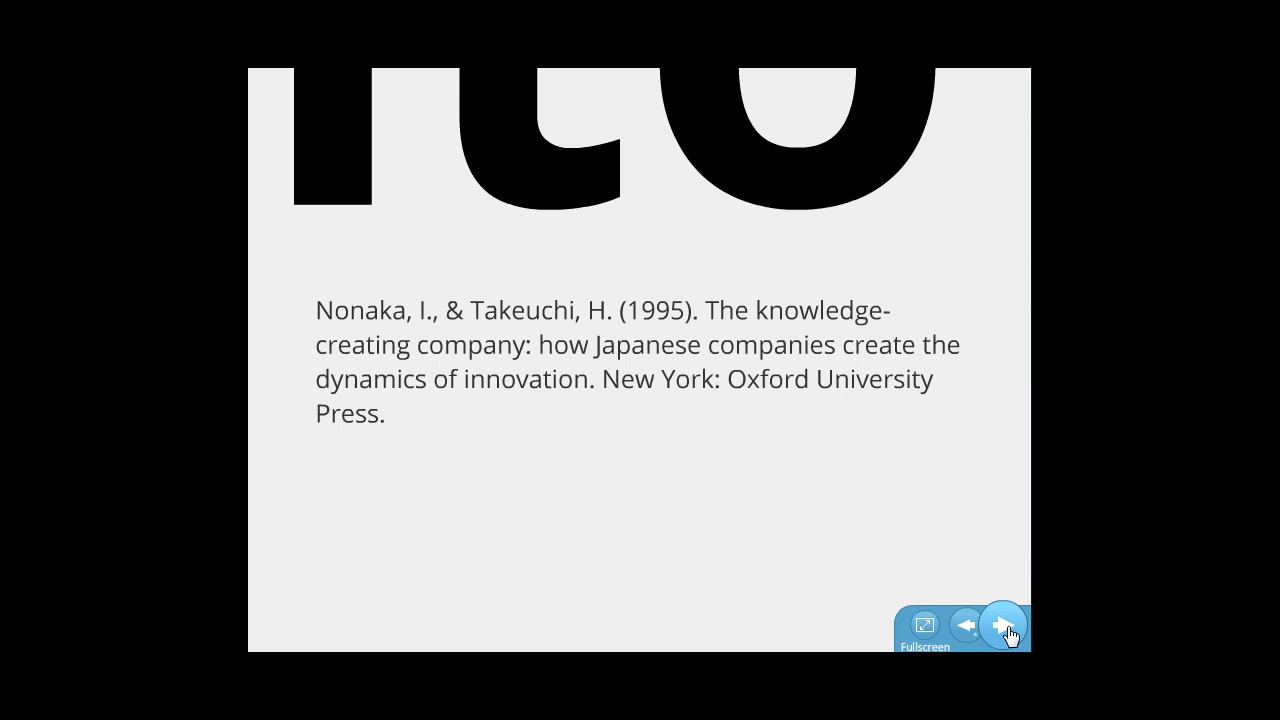 ito
Nonaka, I., & Takeuchi, H. (1995). The knowledge-
creating company: how Japanese companies create the
dynamics of innovation. New York: Oxford University
Press.
Fullscreen